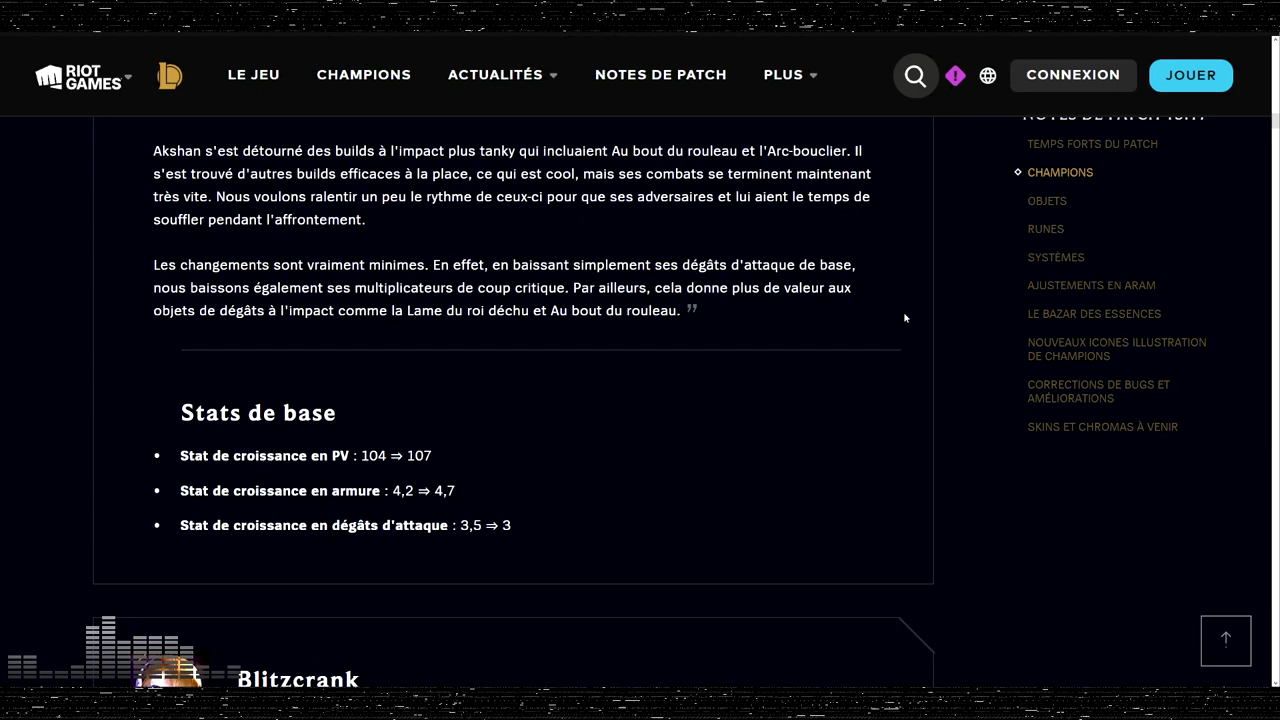 RIOT
GAMES
LE JEU
CHAMPIONS
ACTUALITÉS
NOTES DE PATCH
PLUS
CONNEXION
JOUER
Akshan s'est détourné des builds à l'impact plus tanky qui incluaient Au bout du rouleau et l'Arc-bouclier. Il
s'est trouvé d'autres builds efficaces à la place, ce qui est cool, mais ses combats se terminent maintenant
très vite. Nous voulons ralentir un peu le rythme de ceux-ci pour que ses adversaires et lui aient le temps de
souffler pendant l'affrontement.
Les changements sont vraiment minimes. En effet, en baissant simplement ses dégâts d'attaque de base,
nous baissons également ses multiplicateurs de coup critique. Par ailleurs, cela donne plus de valeur aux
objets de dégâts à l'impact comme la Lame du roi déchu et Au bout du rouleau. ”
Stats de base
• Stat de croissance en PV : 104 ⇒ 107
• Stat de croissance en armure : 4,2 ⇒ 4,7
• Stat de croissance en dégâts d'attaque : 3,5 ⇒ 3
Blitzcrank
NOTES DE PATCH
TEMPS FORTS DU PATCH
CHAMPIONS
OBJETS
RUNES
SYSTÈMES
AJUSTEMENTS EN ARAM
LE BAZAR DES ESSENCES
NOUVEAUX ICONES ILLUSTRATION
DE CHAMPIONS
CORRECTIONS DE BUGS ET
AMÉLIORATIONS
SKINS ET CHROMAS À VENIR